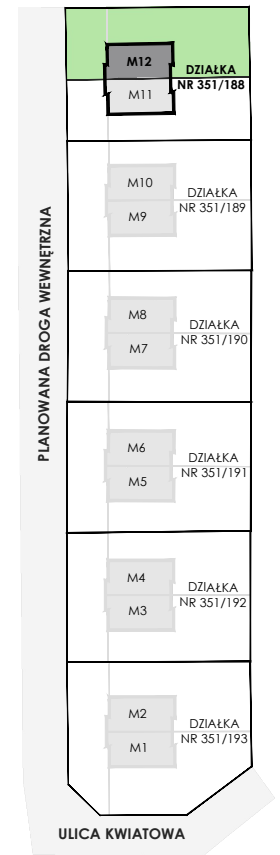 M12
DZIAŁKA
NR 351/188
M11
M10
DZIAŁKA
NR 351/189
M9
M8
DZIAŁKA
NR 351/190
M7
M6
DZIAŁKA
NR 351/191
M5
M4
DZIAŁKA
NR 351/192
M3
M2
DZIAŁKA
NR 351/193
M1
PLANOWANA DROGA WEWNĘTRZNA
ULICA KWIATOWA